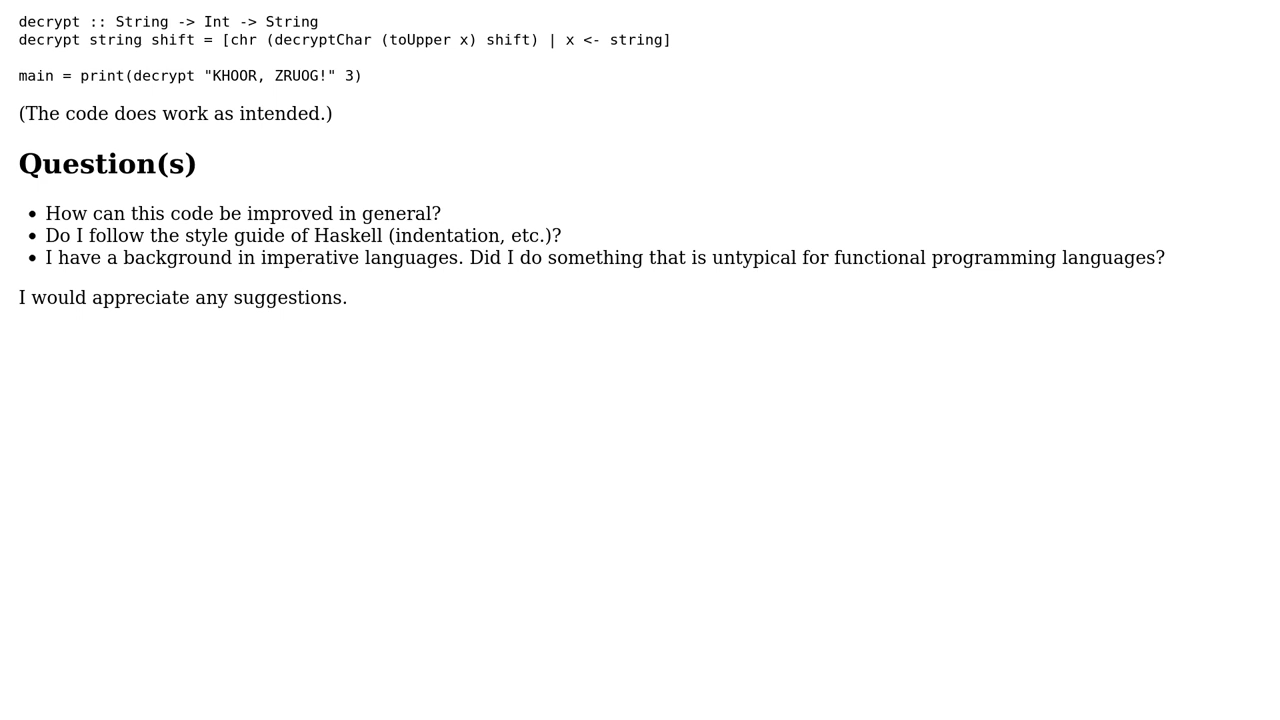 decrypt :: String -> Int -> String
decrypt string shift = [chr (decryptChar (toUpper x) shift) | x <- string]
main = print(decrypt "KHOOR, ZRUOG!" 3)
(The code does work as intended.)
Question(s)
• How can this code be improved in general?
• Do I follow the style guide of Haskell (indentation, etc.)?
• I have a background in imperative languages. Did I do something that is untypical for functional programming languages?
I would appreciate any suggestions.